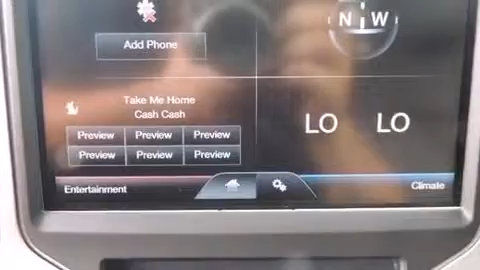 Add Phone
N W
Take Me Home
Cash Cash
LO LO
Preview Preview Preview
Preview Preview Preview
Entertainment
Climate